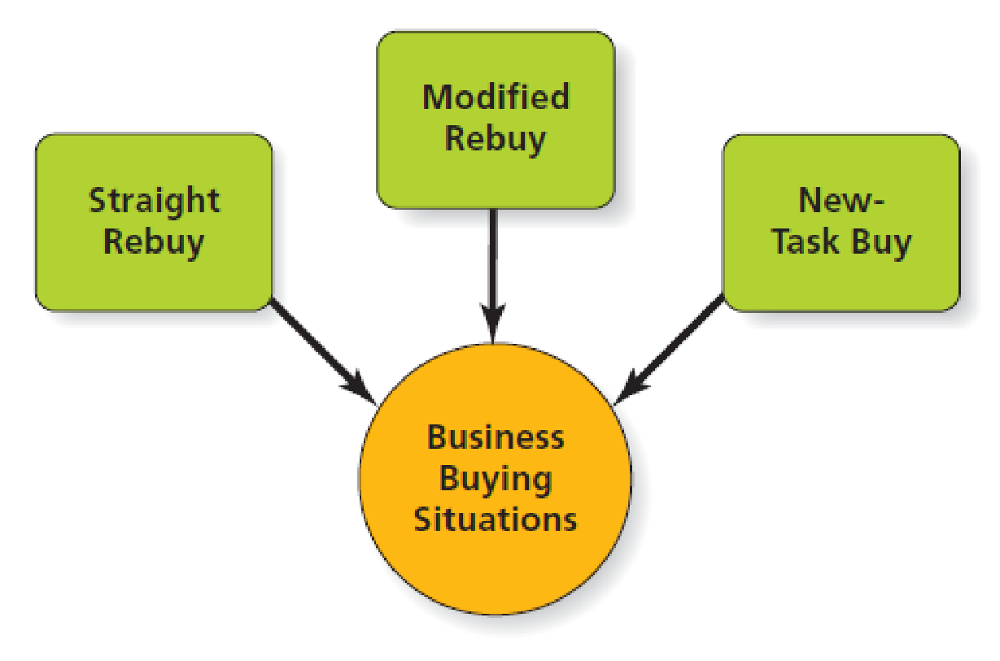 Modified
Rebuy
Straight
Rebuy
New-
Task Buy
Business
Buying
Situations